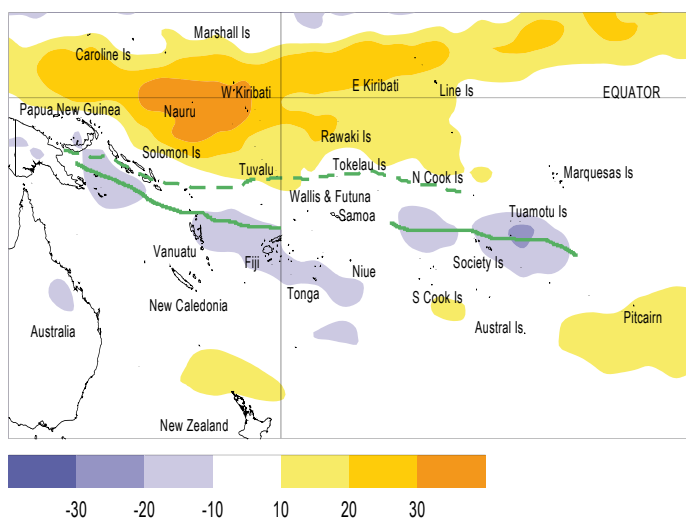 Marshall Is
Caroline Is
W Kiribati
E Kiribati
Line Is
EQUATOR
Papua New Guinea
Nauru
Rawaki Is
Solomon Is
Tuvalu
Tokelau Is
N Cook Is
Marquesas Is
Wallis & Futuna
Samoa
Tuamotu Is
Vanuatu
Fiji
Niue
Society Is
New Caledonia
Tonga
S Cook Is
Australia
Austral Is.
Pitcairn
New Zealand
-30 -20 -10 10 20 30